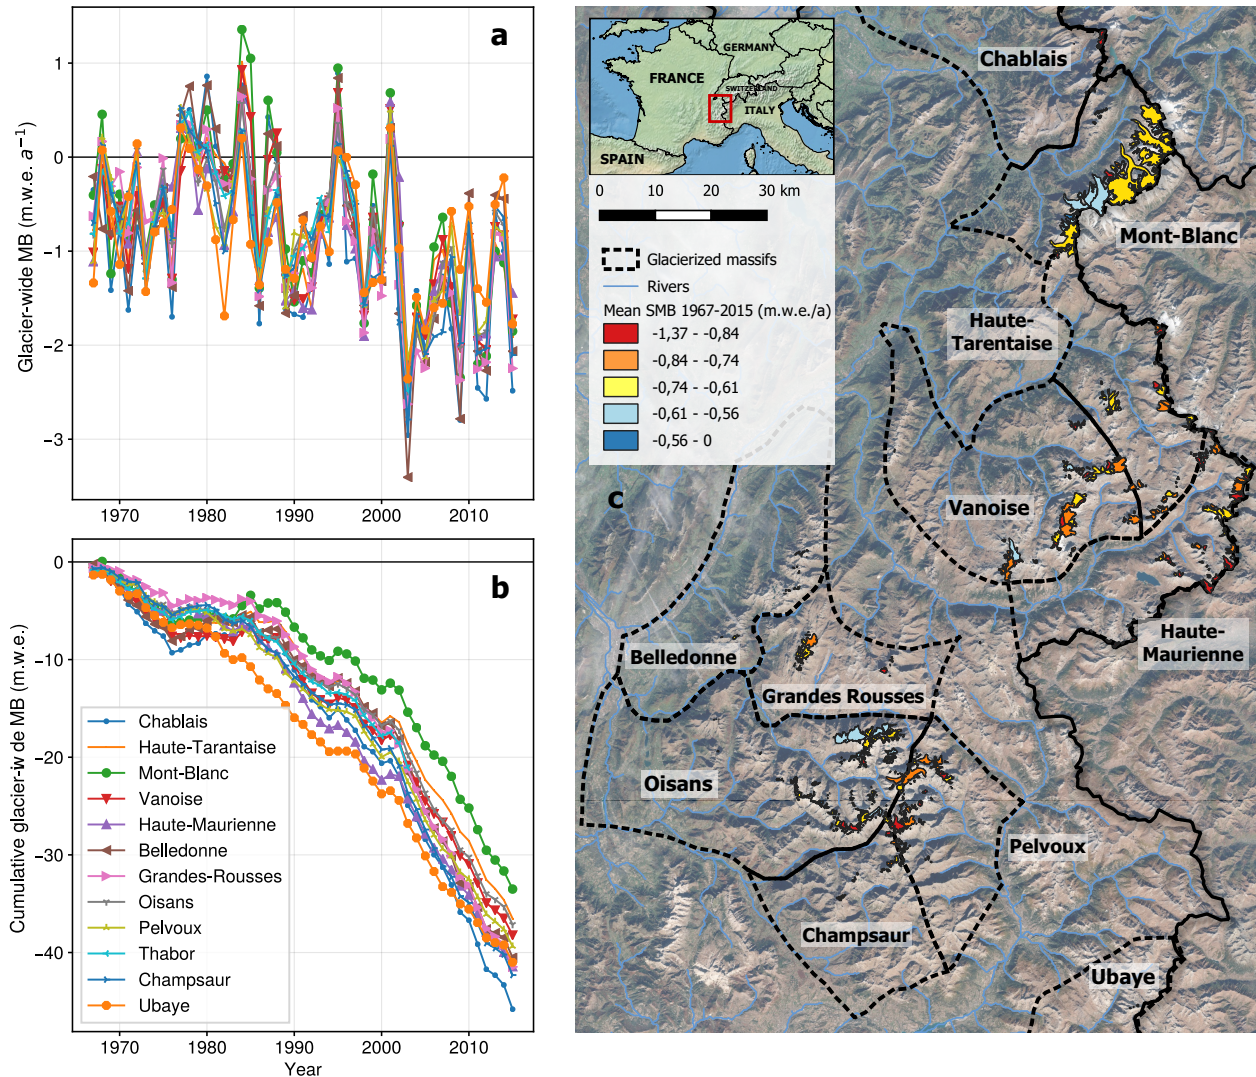 a
1
0
−1
−2
−3
Glacier-wide MB (m.w.e. a⁻¹)
1970
1980
1990
2000
2010
b
0
−10
−20
−30
−40
Cumulative glacier-w de MB (m.w.e.)
Chablais
Haute-Tarantaise
Mont-Blanc
Vanoise
Haute-Maurienne
Belledonne
Grandes-Rousses
Oisans
Pelvoux
Thabor
Champsaur
Ubaye
1970
1980
1990
2000
2010
Year
GERMANY
FRANCE
SWITZERLAND
ITALY
SPAIN
0 10 20 30 km
Glacierized massifs
Rivers
Mean SMB 1967-2015 (m.w.e./a)
-1,37 - -0,84
-0,84 - -0,74
-0,74 - -0,61
-0,61 - -0,56
-0,56 - 0
c
Chablais
Mont-Blanc
Haute-
Tarentaise
Vanoise
Haute-
Maurienne
Belledonne
Grandes Rousses
Oisans
Pelvoux
Champsaur
Ubaye